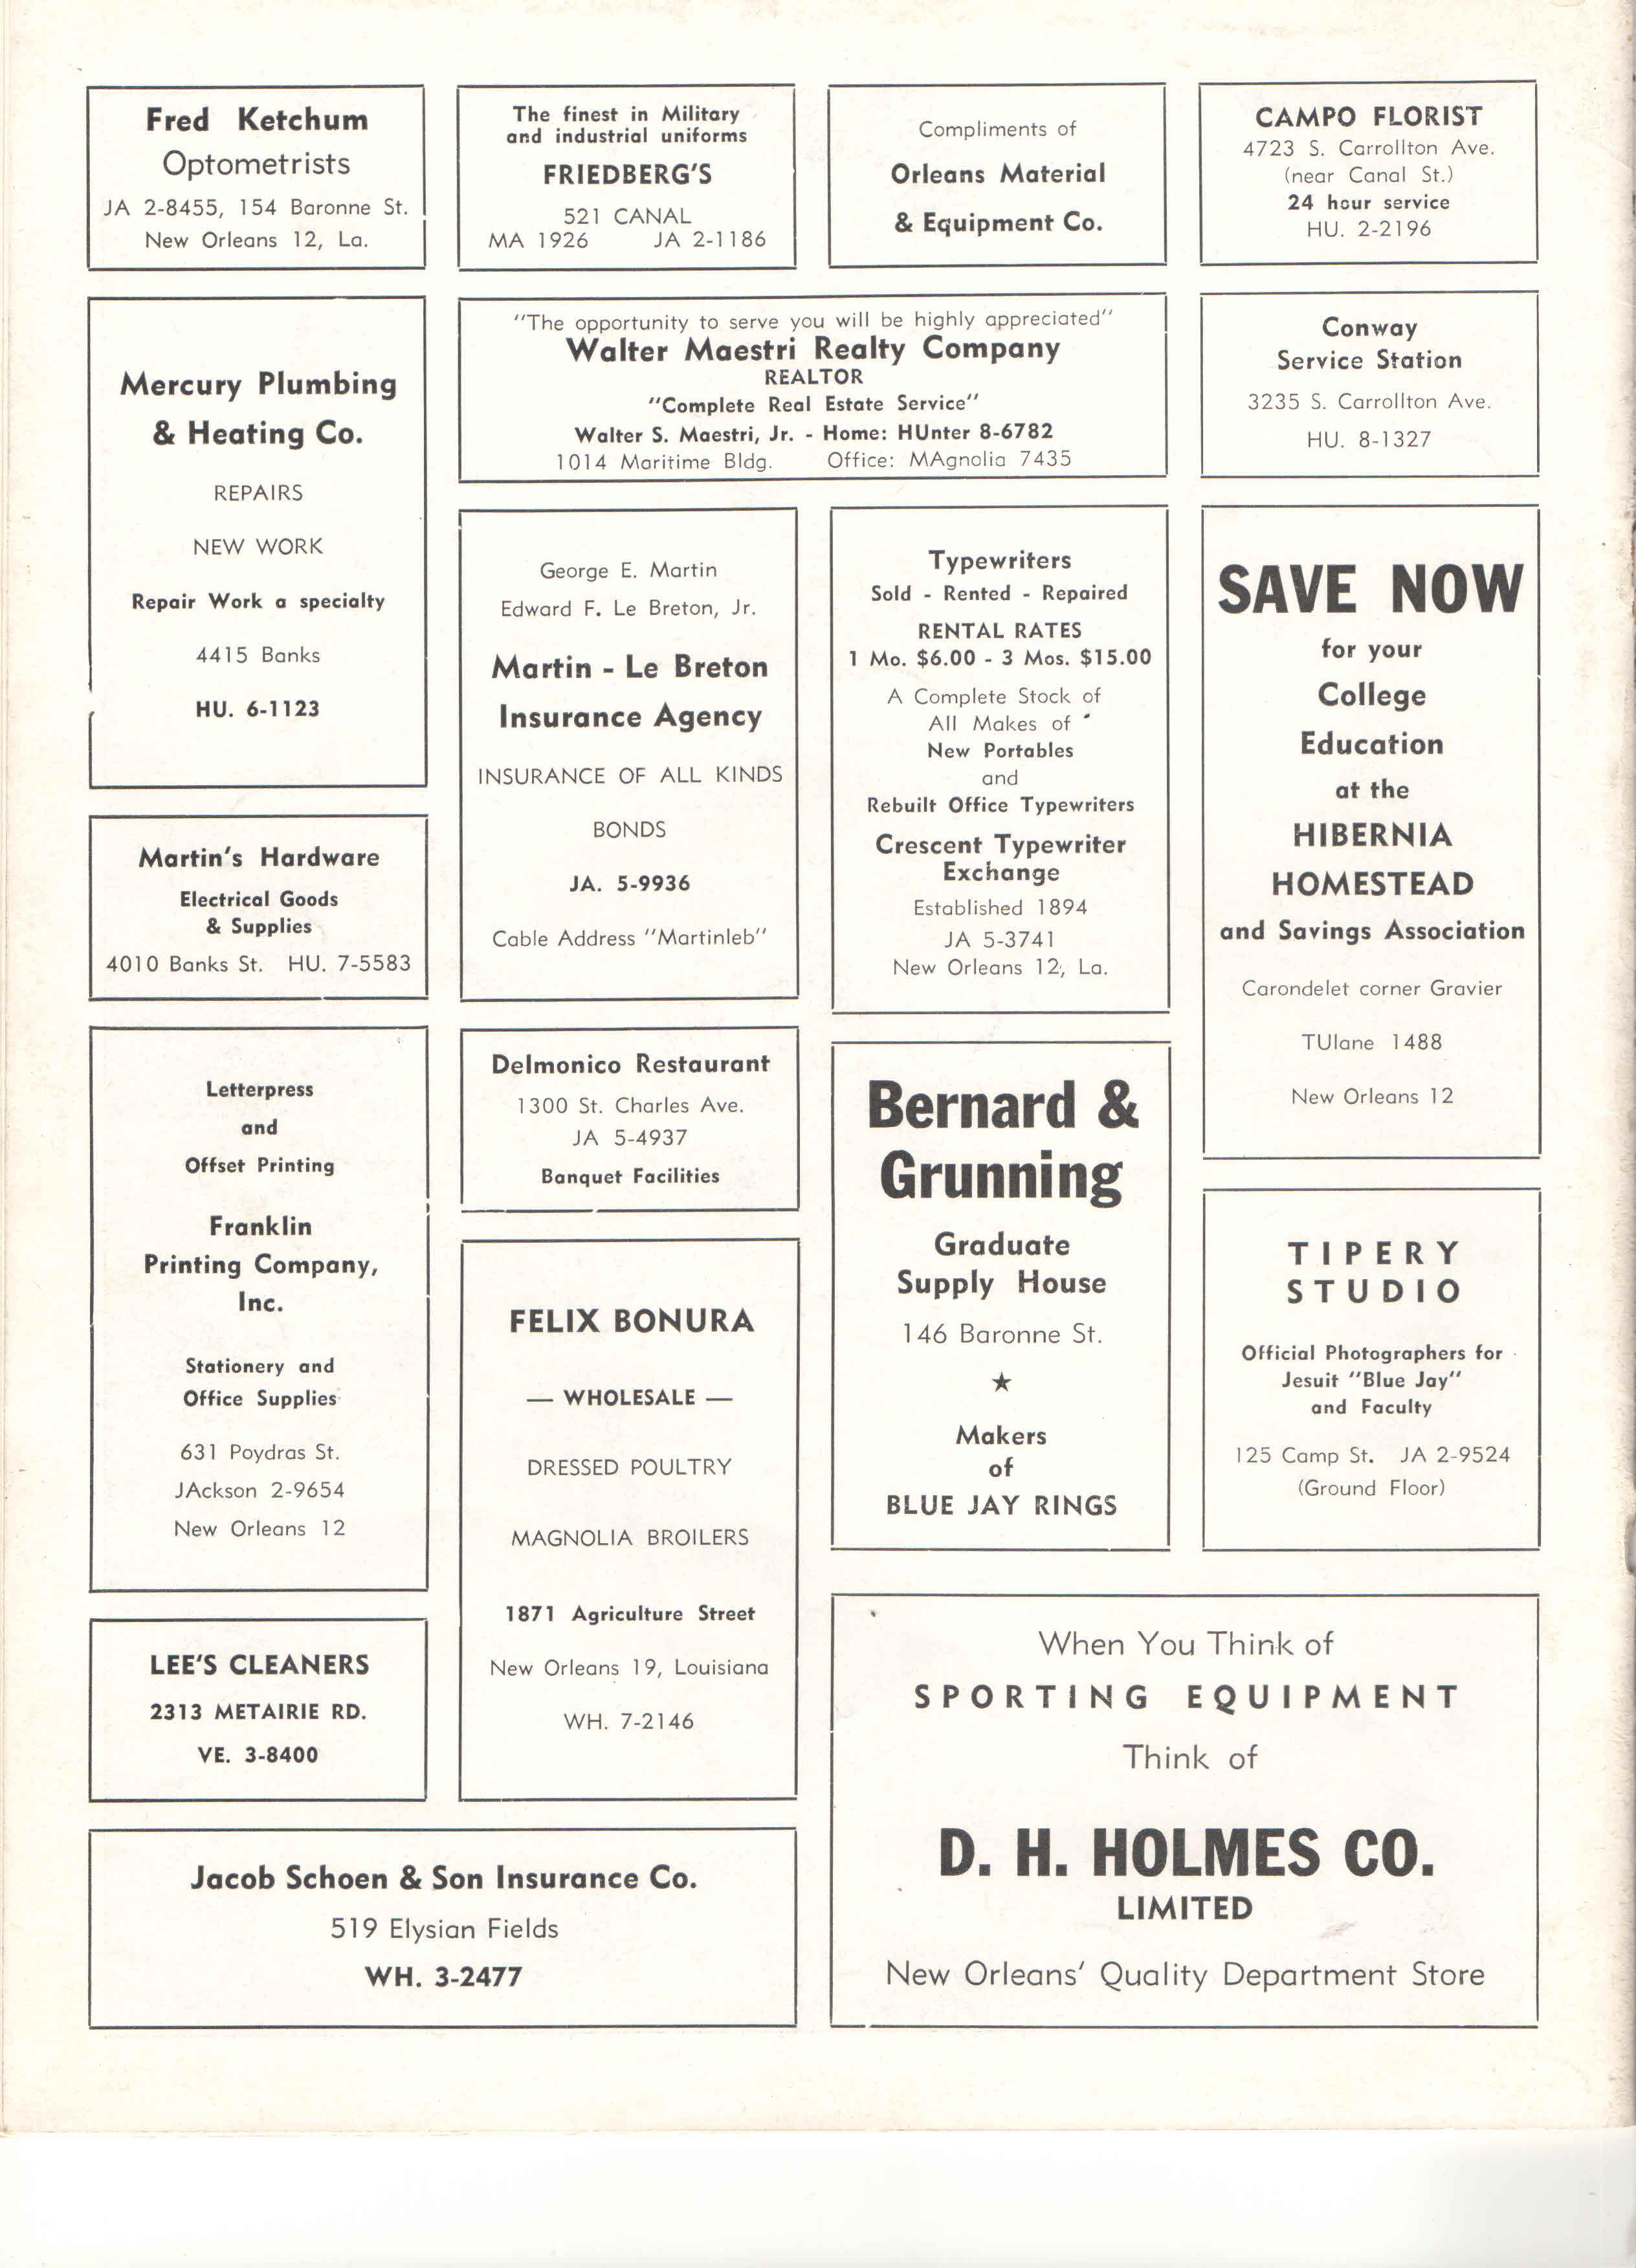 Fred Ketchum
Optometrists
JA 2-8455, 154 Baronne St.
New Orleans 12, La.
The finest in Military
and industrial uniforms
FRIEDBERG'S
521 CANAL
MA 1926 JA 2-1186
Compliments of
Orleans Material
& Equipment Co.
CAMPO FLORIST
4723 S. Carrollton Ave.
(near Canal St.)
24 hour service
HU. 2-2196
Mercury Plumbing
& Heating Co.
REPAIRS
NEW WORK
Repair Work a specialty
4415 Banks
HU. 6-1123
"The opportunity to serve you will be highly appreciated"
Walter Maestri Realty Company
REALTOR
"Complete Real Estate Service"
Walter S. Maestri, Jr. - Home: HUnter 8-6782
1014 Maritime Bldg. Office: MAgnolia 7435
Conway
Service Station
3235 S. Carrollton Ave.
HU. 8-1327
George E. Martin
Edward F. Le Breton, Jr.
Martin - Le Breton
Insurance Agency
INSURANCE OF ALL KINDS
BONDS
JA. 5-9936
Cable Address "Martinleb"
Typewriters
Sold - Rented - Repaired
RENTAL RATES
1 Mo. $6.00 - 3 Mos. $15.00
A Complete Stock of
All Makes of
New Portables
and
Rebuilt Office Typewriters
Crescent Typewriter
Exchange
Established 1894
JA 5-3741
New Orleans 12, La.
SAVE NOW
for your
College
Education
at the
HIBERNIA
HOMESTEAD
and Savings Association
Carondelet corner Gravier
TUlane 1488
New Orleans 12
Martin's Hardware
Electrical Goods
& Supplies
4010 Banks St. HU. 7-5583
Letterpress
and
Offset Printing
Franklin
Printing Company,
Inc.
Stationery and
Office Supplies
631 Poydras St.
JAckson 2-9654
New Orleans 12
Delmonico Restaurant
1300 St. Charles Ave.
JA 5-4937
Banquet Facilities
Bernard &
Grunning
Graduate
Supply House
146 Baronne St.
★
Makers
of
BLUE JAY RINGS
TIPERY
STUDIO
Official Photographers for
Jesuit "Blue Jay"
and Faculty
125 Camp St. JA 2-9524
(Ground Floor)
FELIX BONURA
— WHOLESALE —
DRESSED POULTRY
MAGNOLIA BROILERS
1871 Agriculture Street
New Orleans 19, Louisiana
WH. 7-2146
LEE'S CLEANERS
2313 METAIRIE RD.
VE. 3-8400
When You Think of
SPORTING EQUIPMENT
Think of
D. H. HOLMES CO.
LIMITED
New Orleans' Quality Department Store
Jacob Schoen & Son Insurance Co.
519 Elysian Fields
WH. 3-2477